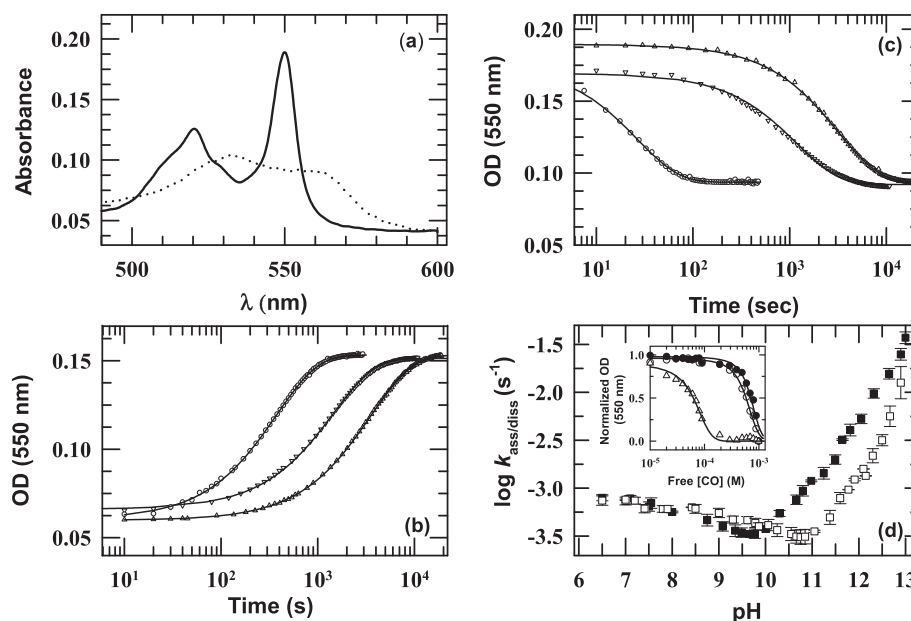 (a)
Absorbance
0.20
0.15
0.10
0.05
500
550
600
λ (nm)
(c)
OD (550 nm)
0.20
0.15
0.10
0.05
10¹
10²
10³
10⁴
Time (sec)
(b)
OD (550 nm)
0.15
0.10
0.05
10¹
10²
10³
10⁴
Time (s)
(d)
log k ass/diss (s⁻¹)
-1.5
-2.0
-2.5
-3.0
-3.5
6
7
8
9
10
11
12
13
pH
Normalized OD
(550 nm)
1.0
0.5
0.0
10⁻⁵
10⁻⁴
10⁻³
Free [CO] (M)